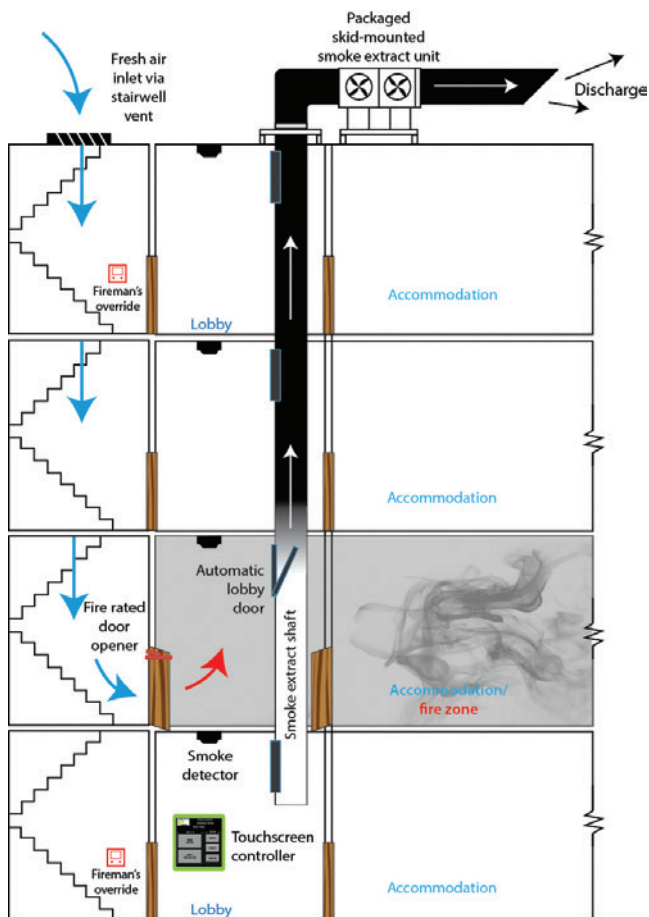 Packaged
skid-mounted
smoke extract unit
Fresh air
inlet via
stairwell
vent
Discharge
Fireman's
override
Lobby
Accommodation
Accommodation
Automatic
lobby
door
Fire rated
door
opener
Smoke extract shaft
Accommodation/
fire zone
Smoke
detector
Touchscreen
controller
Fireman's
override
Lobby
Accommodation